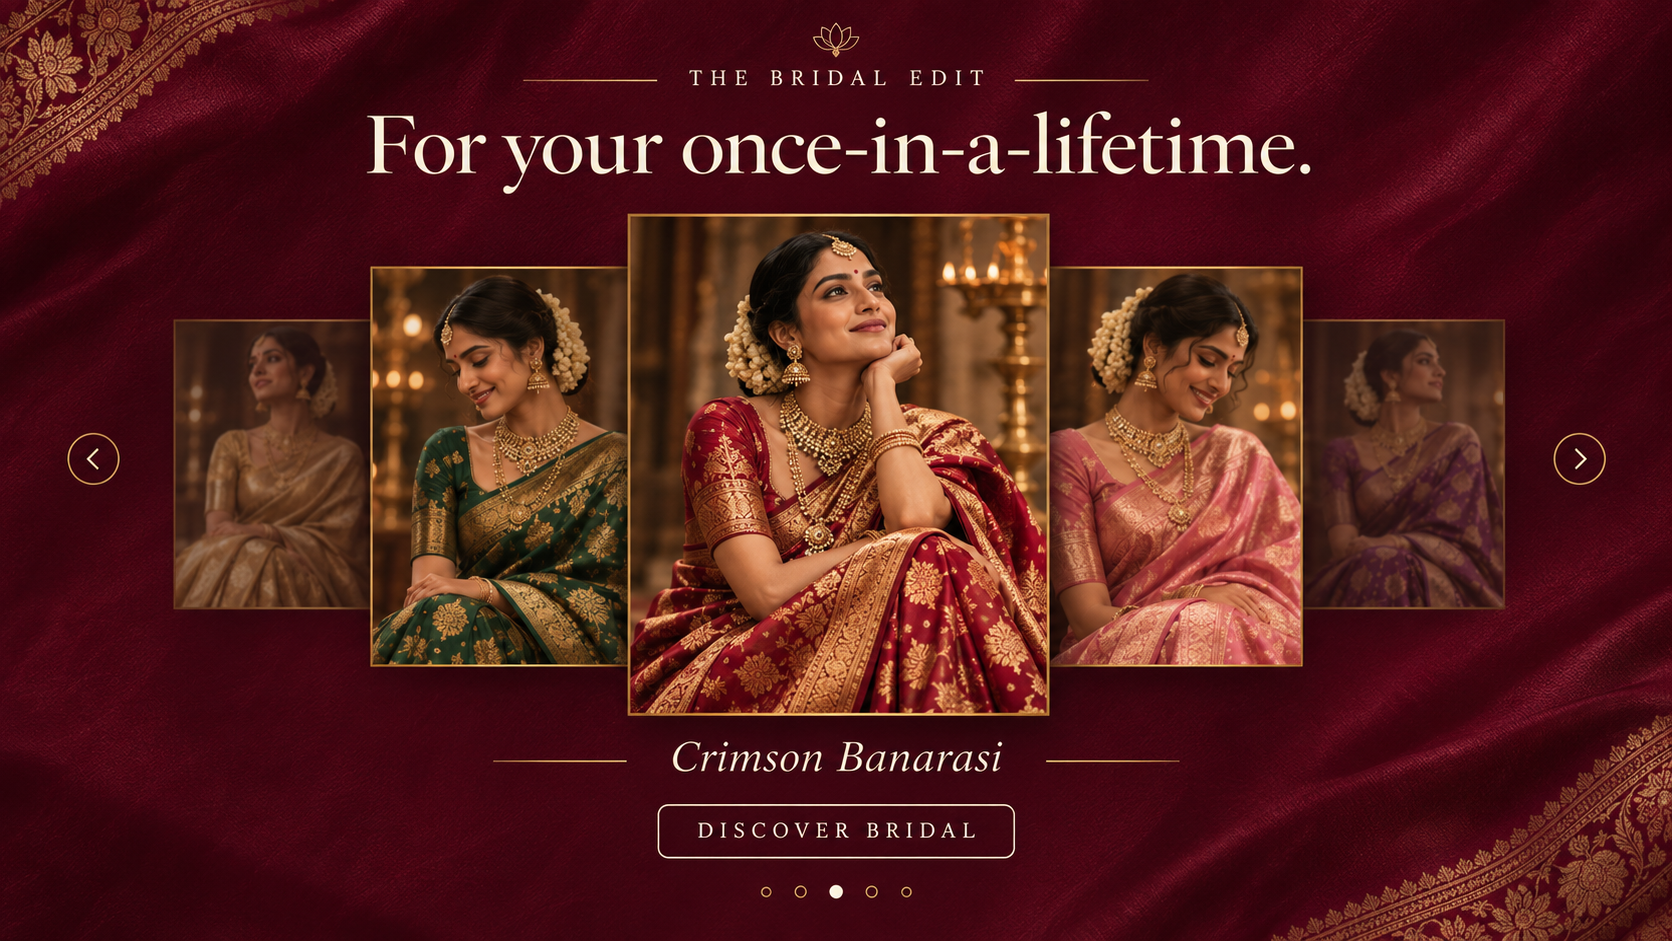 THE BRIDAL EDIT
For your once-in-a-lifetime.
Crimson Banarasi
DISCOVER BRIDAL